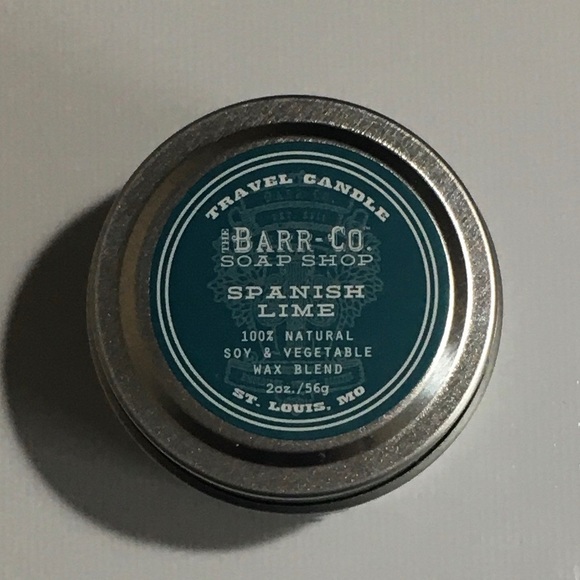 TRAVEL CANDLE
THE BARR-CO.
SOAP SHOP
SPANISH
LIME
100% NATURAL
SOY & VEGETABLE
WAX BLEND
2oz./56g
ST. LOUIS, MO